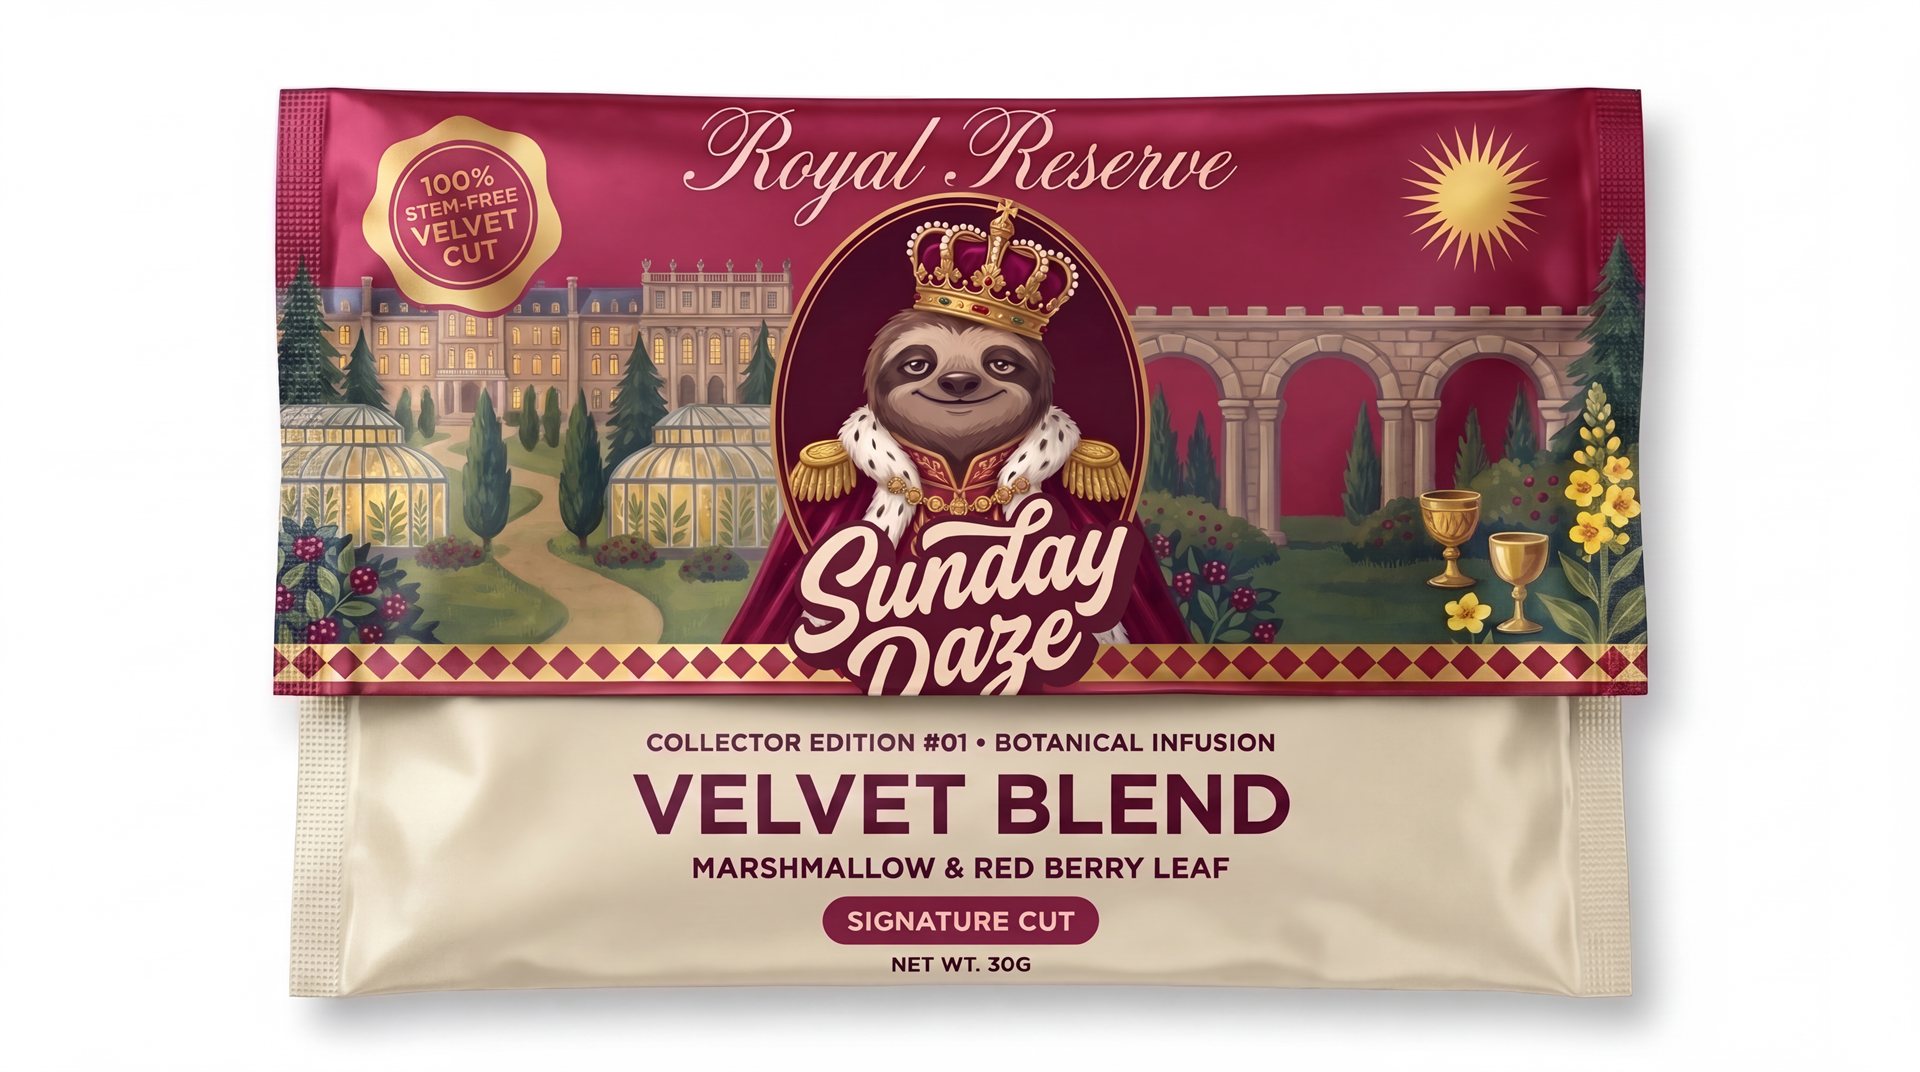 Royal Reserve
100%
STEM-FREE
VELVET
CUT
Sunday
Daze
COLLECTOR EDITION #01 • BOTANICAL INFUSION
VELVET BLEND
MARSHMALLOW & RED BERRY LEAF
SIGNATURE CUT
NET WT. 30G